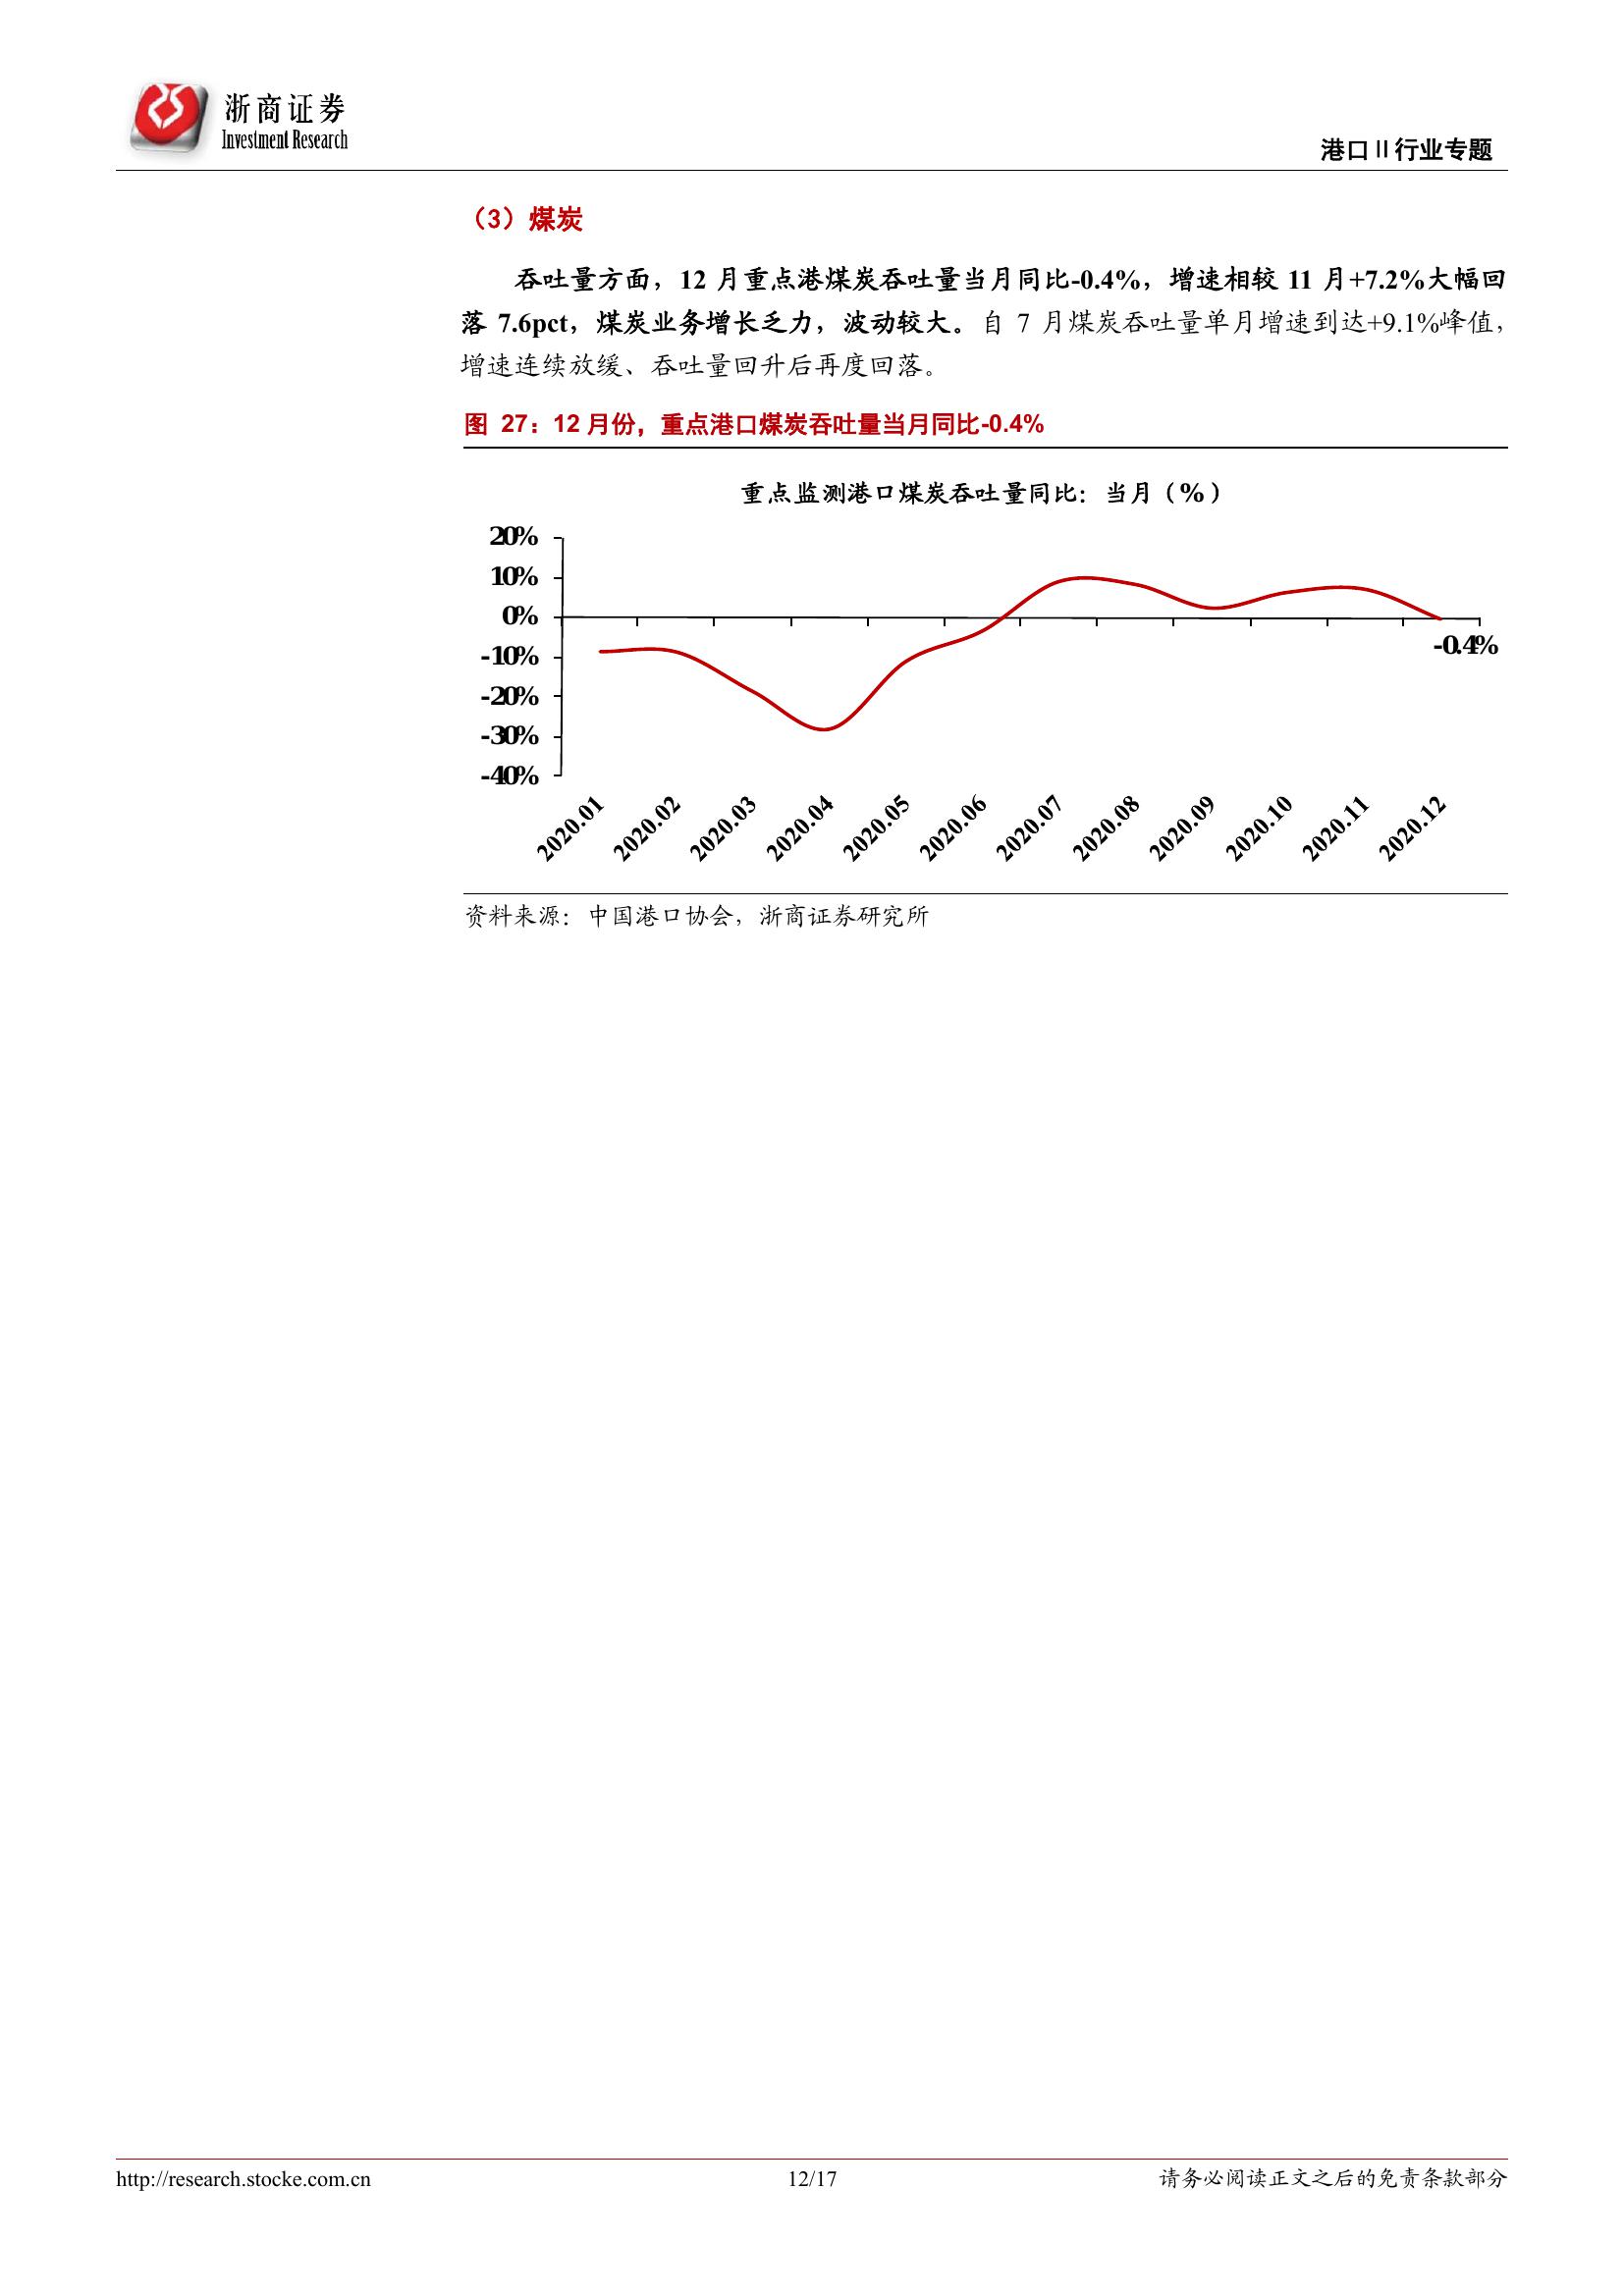 浙商证券
Investment Research
港口Ⅱ行业专题
（3）煤炭
吞吐量方面，12 月重点港煤炭吞吐量当月同比-0.4%，增速相较 11 月+7.2%大幅回
落 7.6pct，煤炭业务增长乏力，波动较大。自 7 月煤炭吞吐量单月增速到达+9.1%峰值，
增速连续放缓、吞吐量回升后再度回落。
图 27：12 月份，重点港口煤炭吞吐量当月同比-0.4%
重点监测港口煤炭吞吐量同比：当月（%）
20%
10%
0%
-10%
-20%
-30%
-40%
-0.4%
2020.01
2020.02
2020.03
2020.04
2020.05
2020.06
2020.07
2020.08
2020.09
2020.10
2020.11
2020.12
资料来源：中国港口协会，浙商证券研究所
http://research.stocke.com.cn
12/17
请务必阅读正文之后的免责条款部分